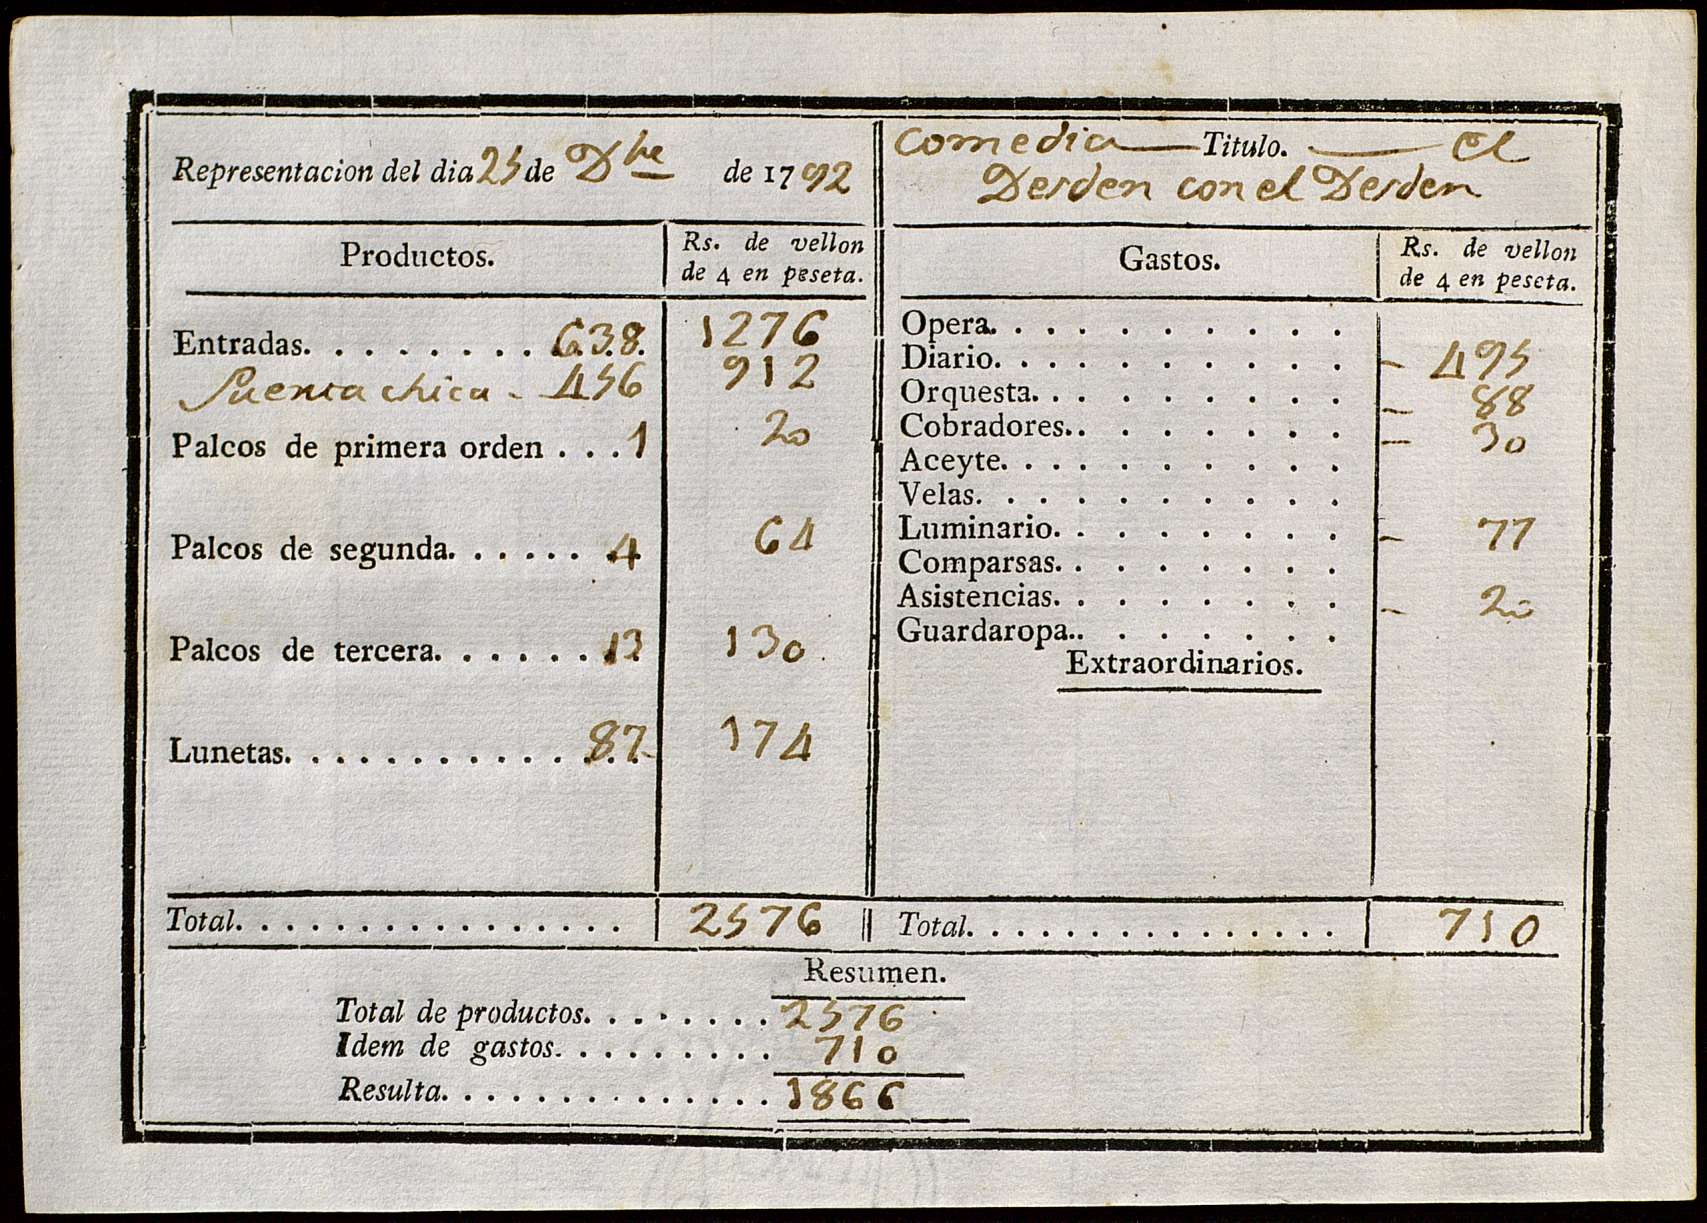 Representacion del dia 25 de Dbre de 1792
Comedia Titulo. El
Desden con el Desden
Productos. Rs. de vellon de 4 en peseta.
Entradas. . . . . . . . . 638. 1276
Puerta chica - 456 912
Palcos de primera orden . . . 1 20
Palcos de segunda. . . . . . 4 64
Palcos de tercera. . . . . . . 13 130
Lunetas. . . . . . . . . . . . . 87 174
Total. . . . . . . . . . . . . . . . 2576
Gastos. Rs. de vellon de 4 en peseta.
Opera. . . . . . . . . .
Diario. . . . . . . . . . - 495
Orquesta. . . . . . . . . - 88
Cobradores.. . . . . . . - 30
Aceyte. . . . . . . . . .
Velas. . . . . . . . . .
Luminario. . . . . . . . - 77
Comparsas. . . . . . . .
Asistencias. . . . . . . . - 20
Guardaropa.. . . . . . .
Extraordinarios.
Total. . . . . . . . . . . . . . . . 710
Resumen.
Total de productos. . . . . . . . 2576
Idem de gastos. . . . . . . . . . 710
Resulta. . . . . . . . . . . . . . . 1866